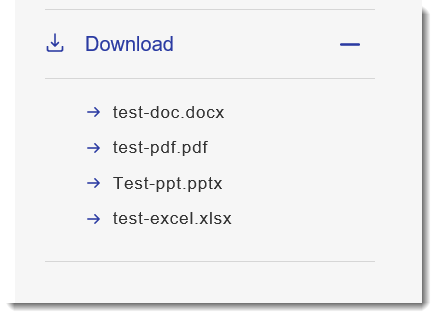 Download
test-doc.docx
test-pdf.pdf
Test-ppt.pptx
test-excel.xlsx